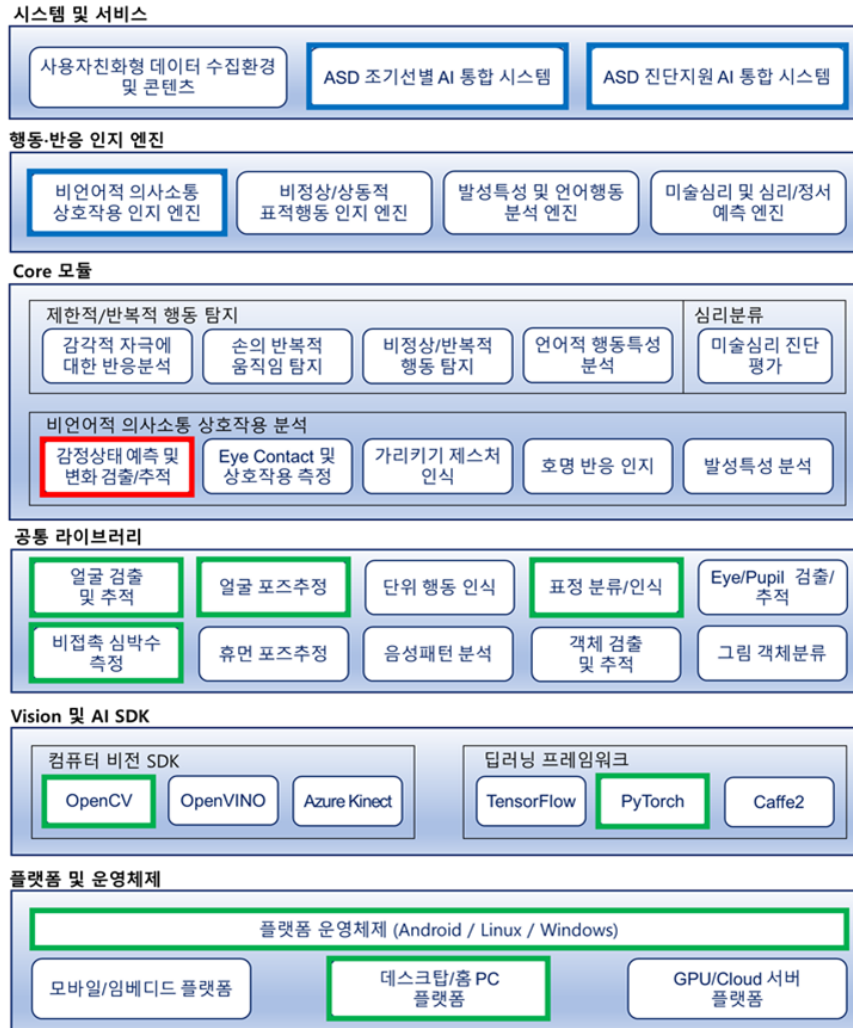 시스템 및 서비스
사용자친화형 데이터 수집환경
및 콘텐츠
ASD 조기선별 AI 통합 시스템
ASD 진단지원 AI 통합 시스템
행동·반응 인지 엔진
비언어적 의사소통
상호작용 인지 엔진
비정상/상동적
표적행동 인지 엔진
발성특성 및 언어행동
분석 엔진
미술심리 및 심리/정서
예측 엔진
Core 모듈
제한적/반복적 행동 탐지
감각적 자극에
대한 반응분석
손의 반복적
움직임 탐지
비정상/반복적
행동 탐지
언어적 행동특성
분석
심리분류
미술심리 진단
평가
비언어적 의사소통 상호작용 분석
감정상태 예측 및
변화 검출/추적
Eye Contact 및
상호작용 측정
가리키기 제스처
인식
호명 반응 인지
발성특성 분석
공통 라이브러리
얼굴 검출
및 추적
얼굴 포즈추정
단위 행동 인식
표정 분류/인식
Eye/Pupil 검출/
추적
비접촉 심박수
측정
휴먼 포즈추정
음성패턴 분석
객체 검출
및 추적
그림 객체분류
Vision 및 AI SDK
컴퓨터 비전 SDK
OpenCV
OpenVINO
Azure Kinect
딥러닝 프레임워크
TensorFlow
PyTorch
Caffe2
플랫폼 및 운영체제
플랫폼 운영체제 (Android / Linux / Windows)
모바일/임베디드 플랫폼
데스크탑/홈 PC
플랫폼
GPU/Cloud 서버
플랫폼